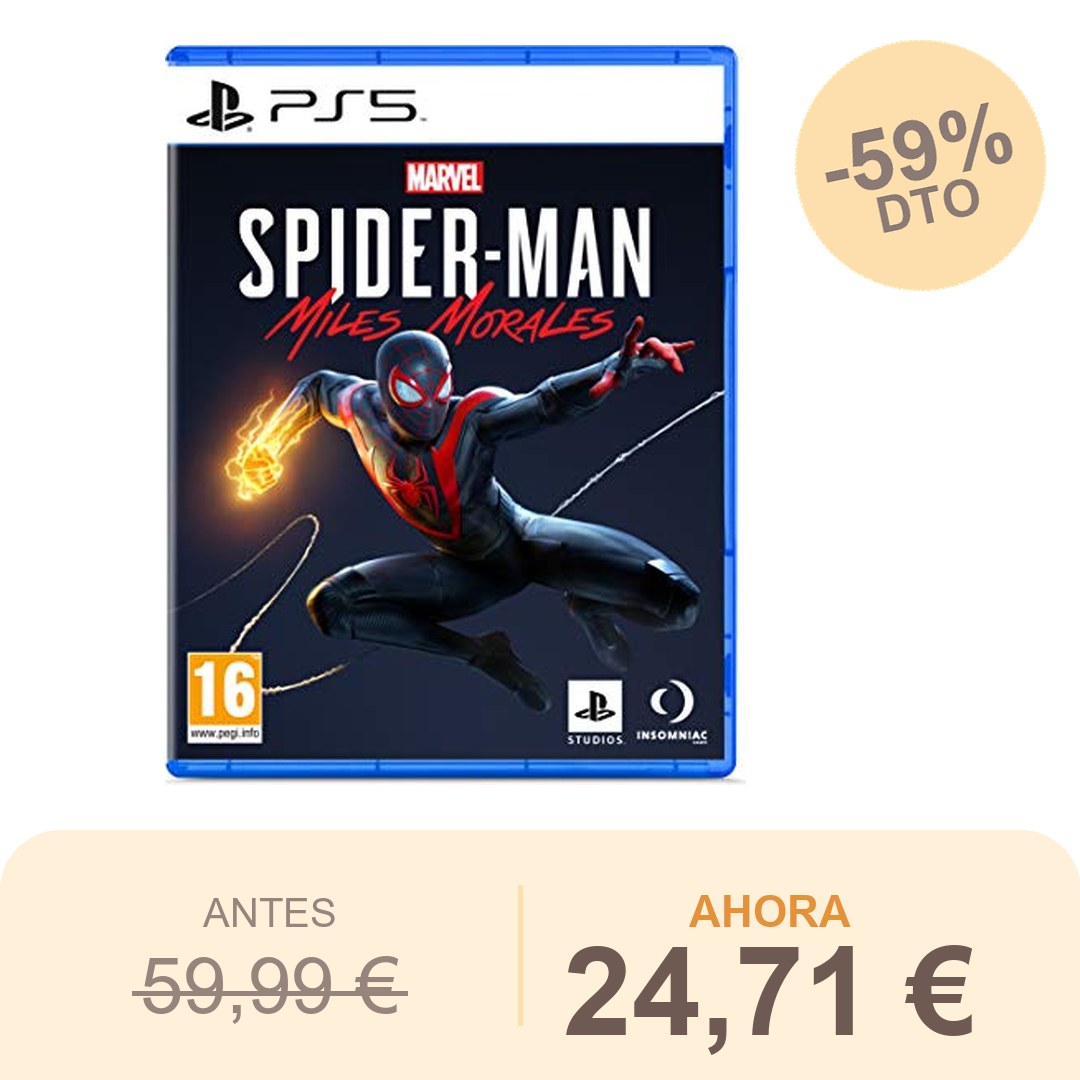 PS5
-59%
DTO
MARVEL
SPIDER-MAN
MILES MORALES
16
www.pegi.info
STUDIOS
INSOMNIAC
GAMES
ANTES
AHORA
59,99 €
24,71 €